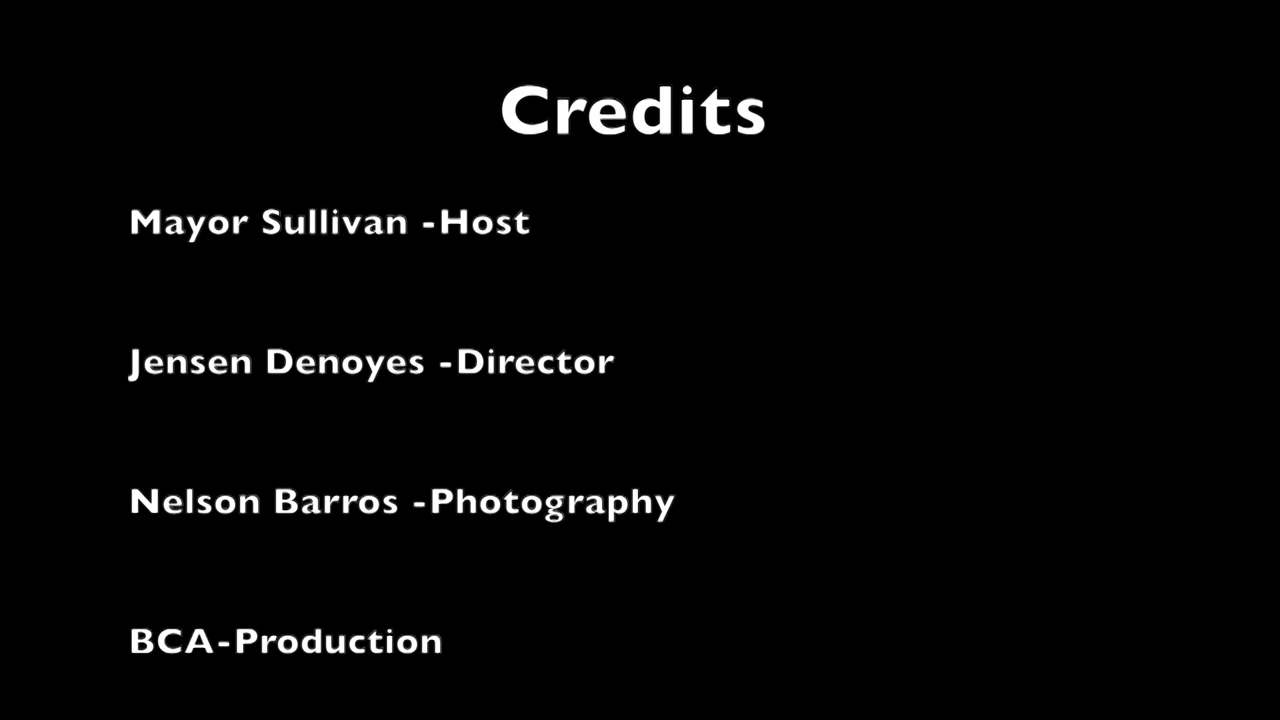 Credits
Mayor Sullivan -Host
Jensen Denoyes -Director
Nelson Barros -Photography
BCA-Production